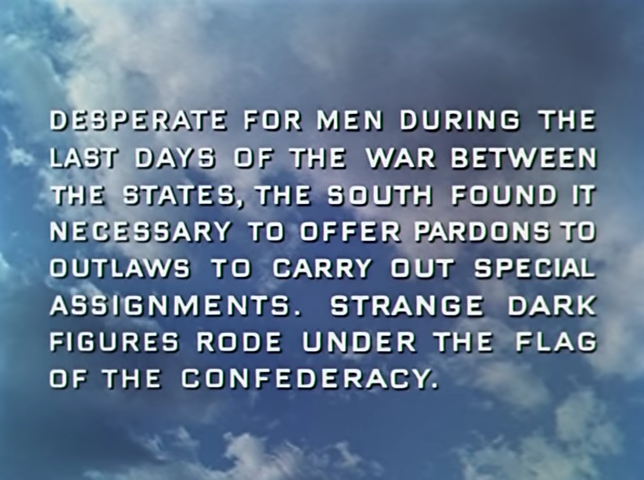 DESPERATE FOR MEN DURING THE
LAST DAYS OF THE WAR BETWEEN
THE STATES, THE SOUTH FOUND IT
NECESSARY TO OFFER PARDONS TO
OUTLAWS TO CARRY OUT SPECIAL
ASSIGNMENTS. STRANGE DARK
FIGURES RODE UNDER THE FLAG
OF THE CONFEDERACY.